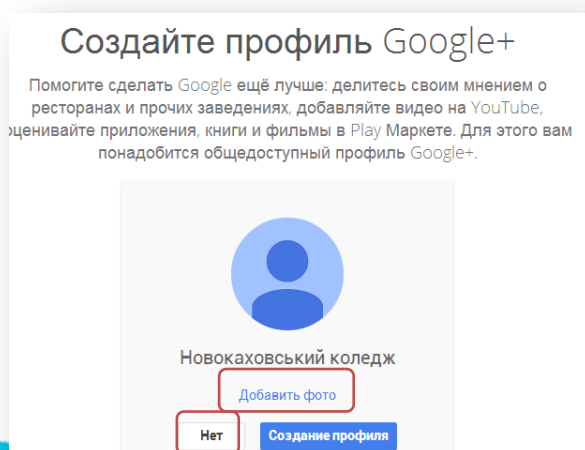 Создайте профиль Google+
Помогите сделать Google ещё лучше: делитесь своим мнением о
ресторанах и прочих заведениях, добавляйте видео на YouTube,
оценивайте приложения, книги и фильмы в Play Маркете. Для этого вам
понадобится общедоступный профиль Google+.
Новокаховський коледж
Добавить фото
Нет Создание профиля